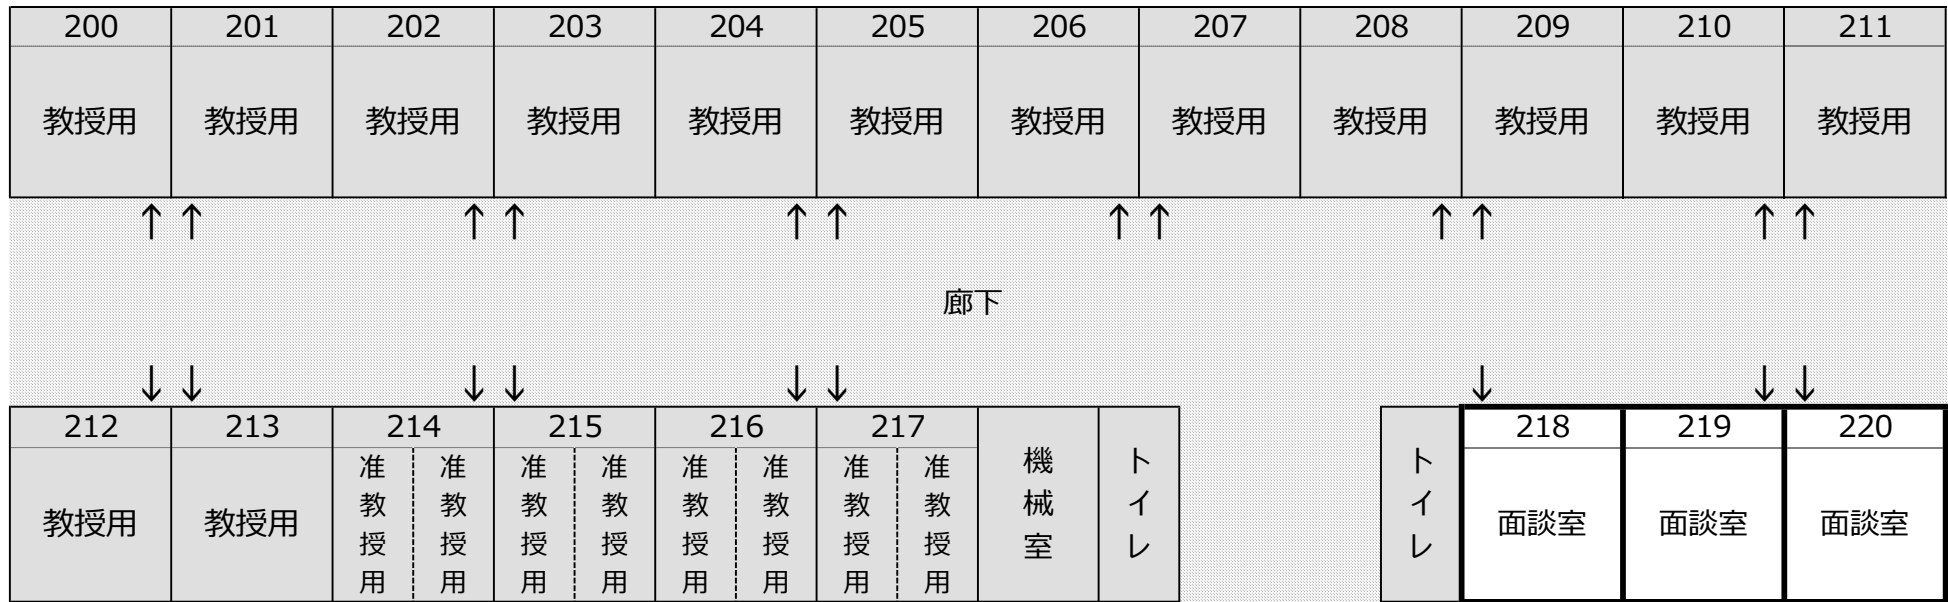 200 201 202 203 204 205 206 207 208 209 210 211
教授用 教授用 教授用 教授用 教授用 教授用 教授用 教授用 教授用 教授用 教授用 教授用
↑ ↑ ↑ ↑ ↑ ↑ ↑ ↑ ↑ ↑ ↑ ↑
廊下
↓ ↓ ↓ ↓ ↓ ↓ ↓ ↓ ↓
212 213 214 215 216 217 218 219 220
教授用 教授用 准教授用 准教授用 准教授用 准教授用 准教授用 准教授用 准教授用 准教授用 機械室 トイレ トイレ 面談室 面談室 面談室